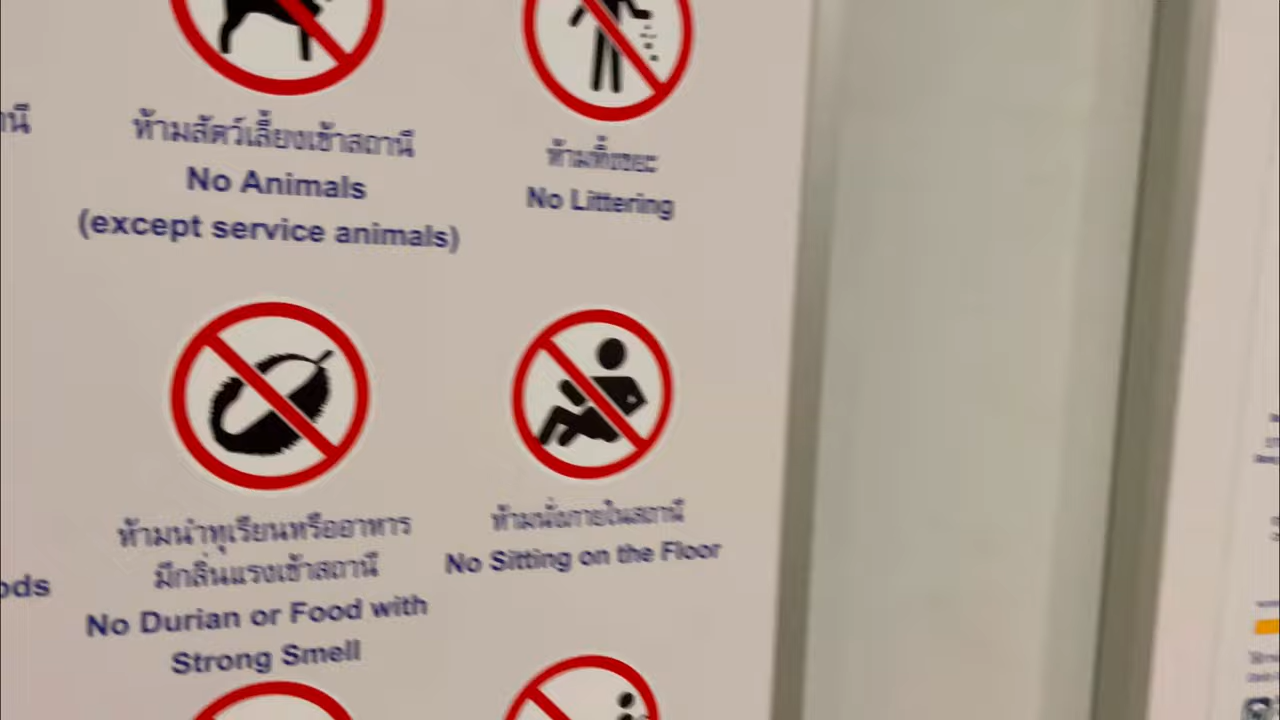 ห้ามสัตว์เลี้ยงเข้าสถานี
No Animals
(except service animals)
ห้ามทิ้งขยะ
No Littering
ห้ามนำทุเรียนหรืออาหาร
มีกลิ่นแรงเข้าสถานี
No Durian or Food with
Strong Smell
ห้ามนั่งภายในสถานี
No Sitting on the Floor